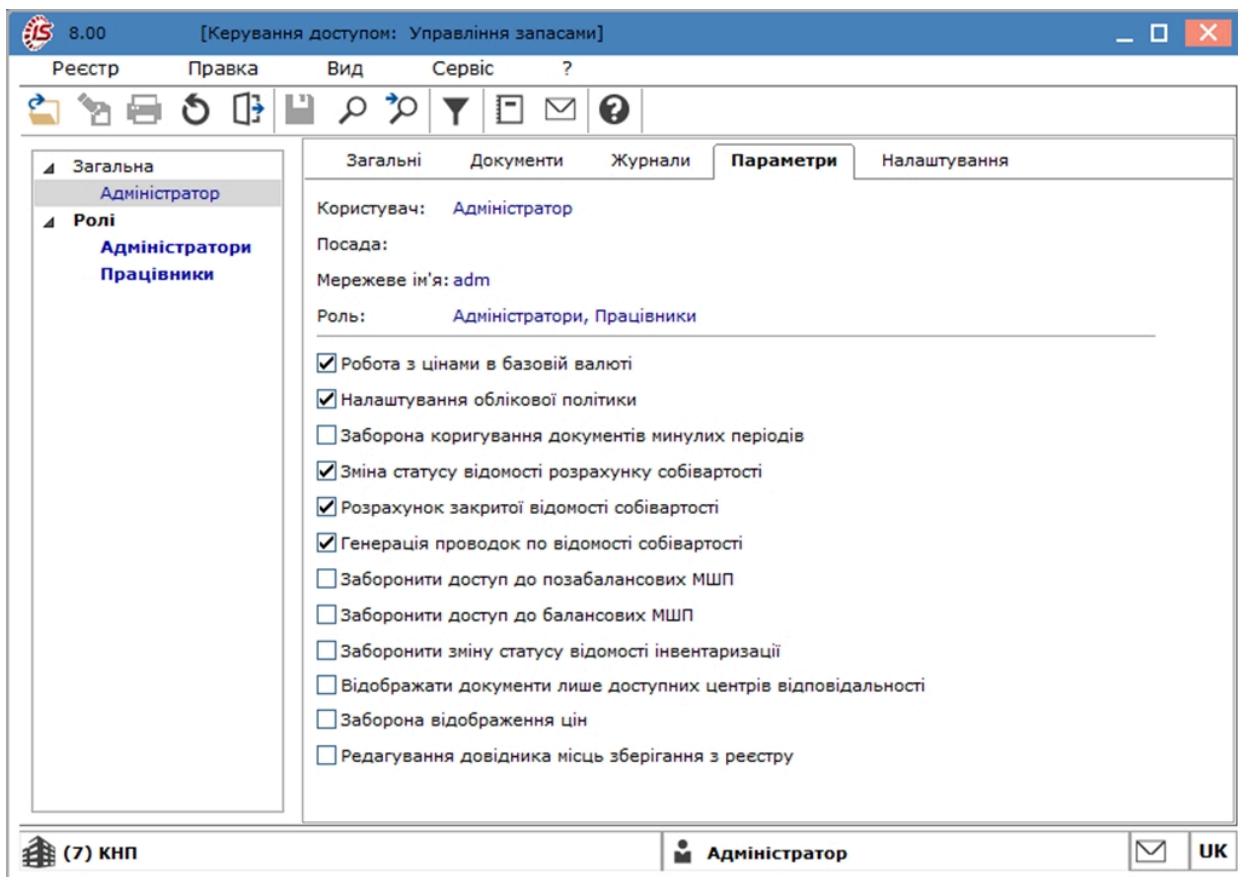 8.00 [Керування доступом: Управління запасами]
Реєстр Правка Вид Сервіс ?
Загальна
Адміністратор
Ролі
Адміністратори
Працівники
Загальні Документи Журнали Параметри Налаштування
Користувач: Адміністратор
Посада:
Мережеве ім'я: adm
Роль: Адміністратори, Працівники
Робота з цінами в базовій валюті
Налаштування облікової політики
Заборона коригування документів минулих періодів
Зміна статусу відомості розрахунку собівартості
Розрахунок закритої відомості собівартості
Генерація проводок по відомості собівартості
Заборонити доступ до позабалансових МШП
Заборонити доступ до балансових МШП
Заборонити зміну статусу відомості інвентаризації
Відображати документи лише доступних центрів відповідальності
Заборона відображення цін
Редагування довідника місць зберігання з реєстру
(7) КНП Адміністратор UK